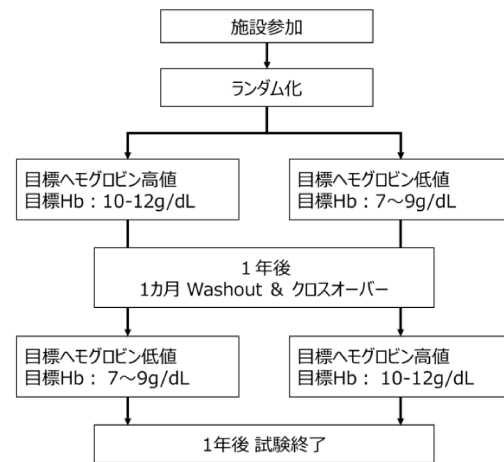 施設参加
ランダム化
目標ヘモグロビン高値
目標Hb：10-12g/dL
目標ヘモグロビン低値
目標Hb：7～9g/dL
１年後
1カ月 Washout ＆ クロスオーバー
目標ヘモグロビン低値
目標Hb： 7～9g/dL
目標ヘモグロビン高値
目標Hb： 10-12g/dL
1年後 試験終了